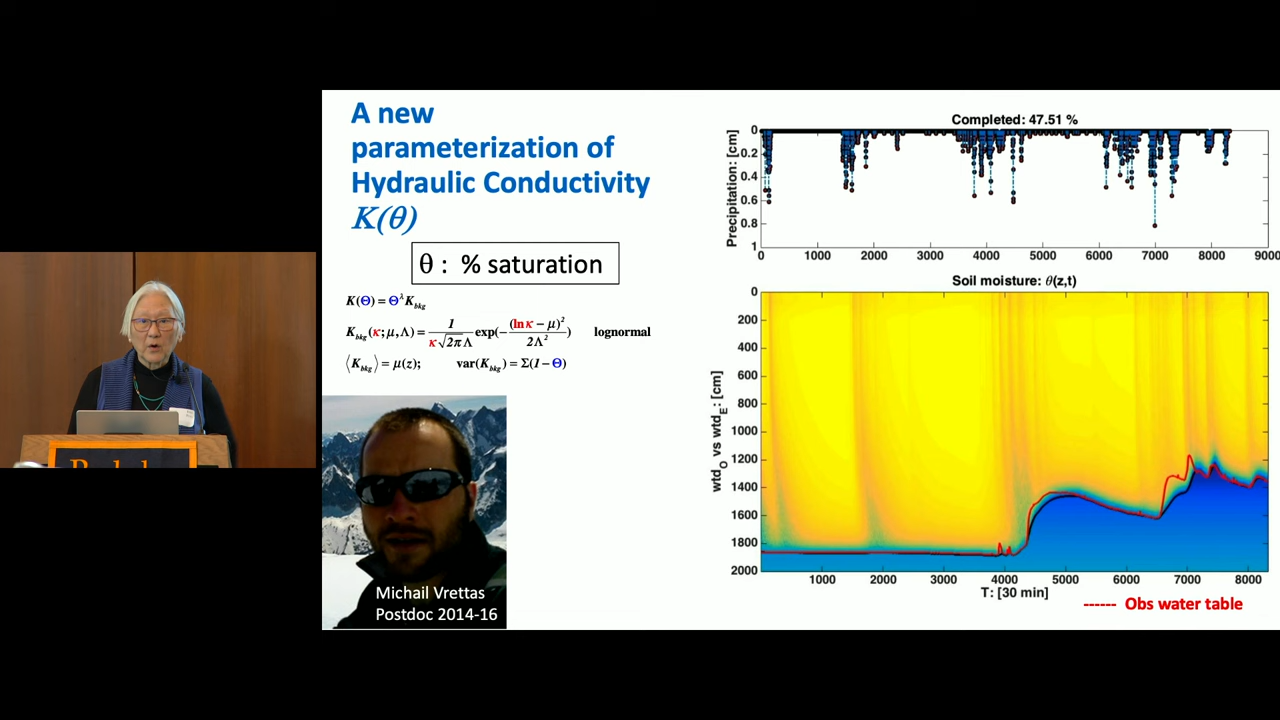 A new
parameterization of
Hydraulic Conductivity
K(θ)
θ : % saturation
K(Θ) = Θ^λ K_bkg
K_bkg(κ; μ, Λ) = 1 / (κ√2π Λ) exp(− (ln κ − μ)² / 2Λ²) lognormal
⟨K_bkg⟩ = μ(z); var(K_bkg) = Σ(1 − Θ)
Michail Vrettas
Postdoc 2014-16
Completed: 47.51 %
Precipitation: [cm]
0
0.2
0.4
0.6
0.8
1
0 1000 2000 3000 4000 5000 6000 7000 8000 9000
Soil moisture: θ(z,t)
wtd_O vs wtd_E: [cm]
0
200
400
600
800
1000
1200
1400
1600
1800
2000
1000 2000 3000 4000 5000 6000 7000 8000
T: [30 min]
------ Obs water table